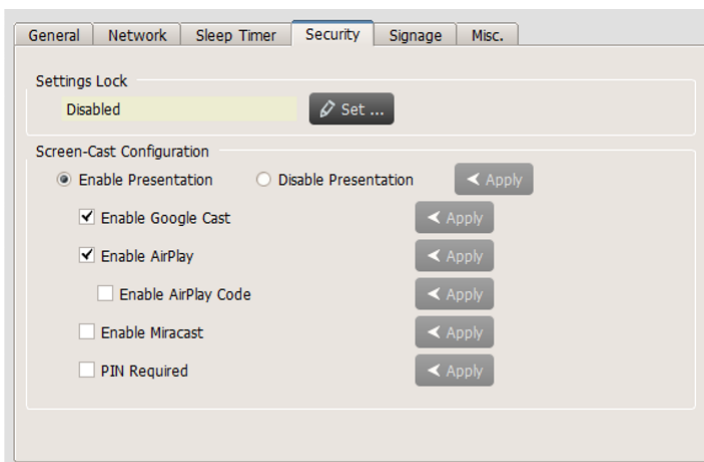 General Network Sleep Timer Security Signage Misc.
Settings Lock
Disabled Set ...
Screen-Cast Configuration
Enable Presentation Disable Presentation Apply
Enable Google Cast Apply
Enable AirPlay Apply
Enable AirPlay Code Apply
Enable Miracast Apply
PIN Required Apply